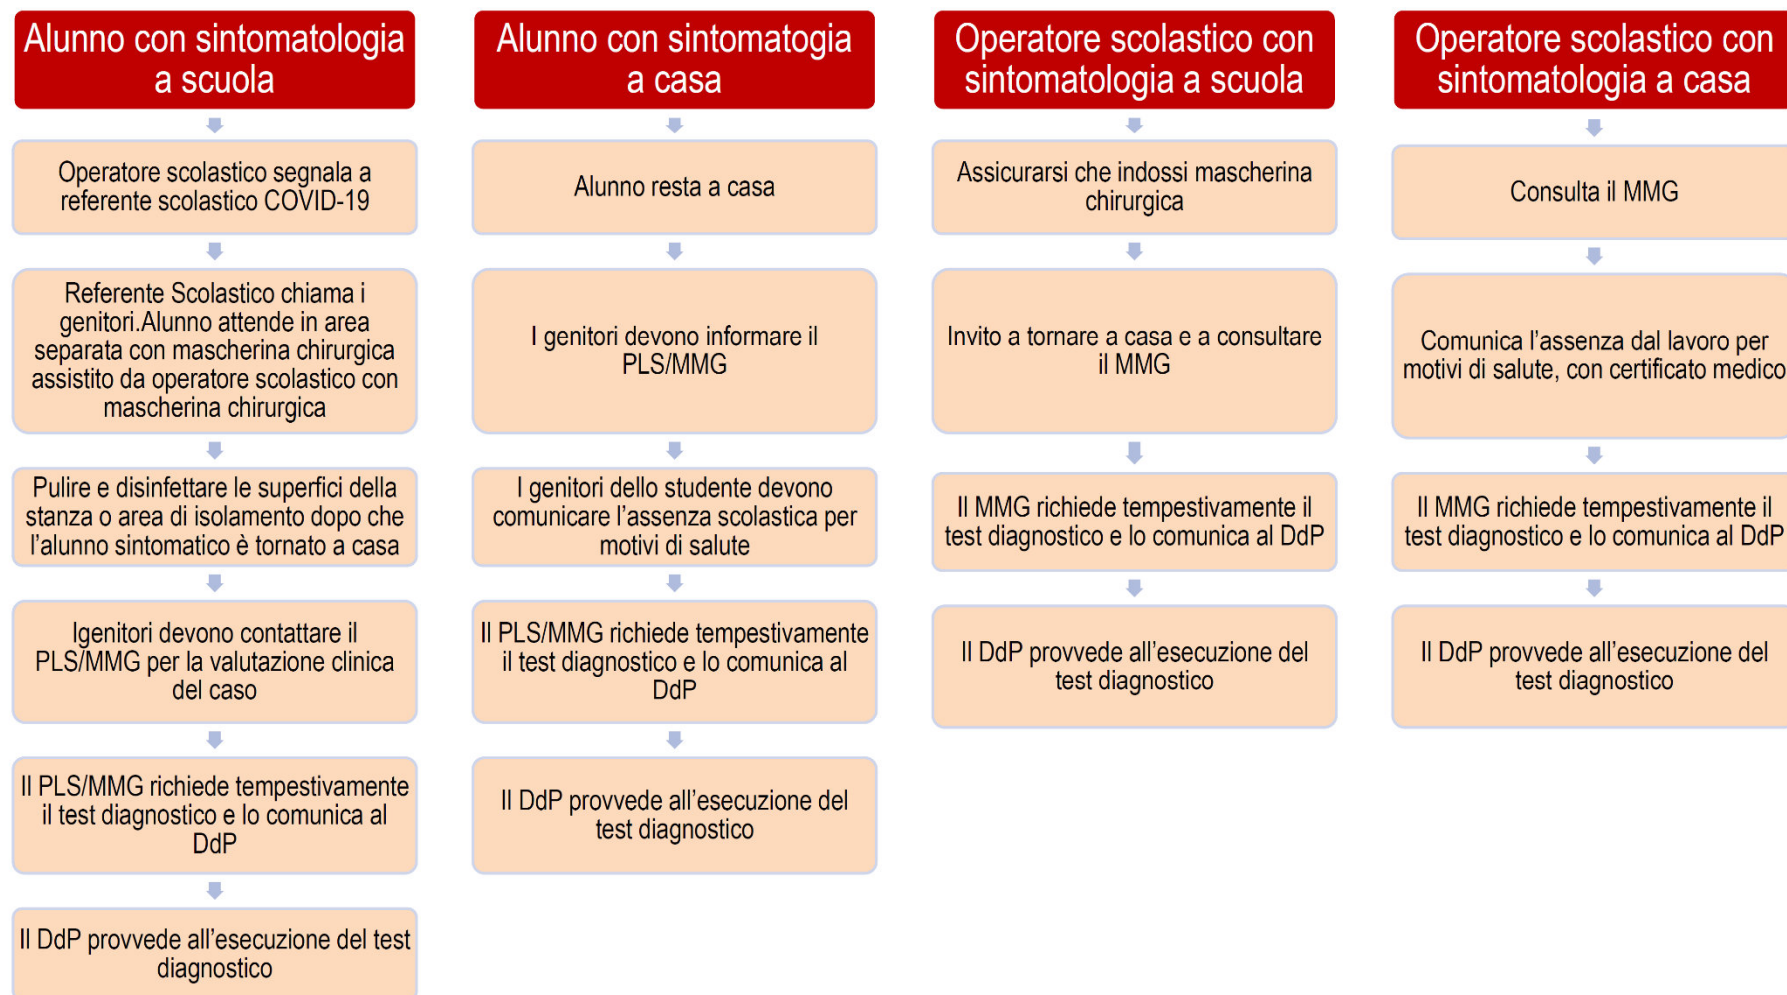 Alunno con sintomatologia
a scuola
Operatore scolastico segnala a
referente scolastico COVID-19
Referente Scolastico chiama i
genitori.Alunno attende in area
separata con mascherina chirurgica
assistito da operatore scolastico con
mascherina chirurgica
Pulire e disinfettare le superfici della
stanza o area di isolamento dopo che
l'alunno sintomatico è tornato a casa
Igenitori devono contattare il
PLS/MMG per la valutazione clinica
del caso
Il PLS/MMG richiede tempestivamente
il test diagnostico e lo comunica al
DdP
Il DdP provvede all'esecuzione del test
diagnostico
Alunno con sintomatogia
a casa
Alunno resta a casa
I genitori devono informare il
PLS/MMG
I genitori dello studente devono
comunicare l'assenza scolastica per
motivi di salute
Il PLS/MMG richiede tempestivamente
il test diagnostico e lo comunica al
DdP
Il DdP provvede all'esecuzione del
test diagnostico
Operatore scolastico con
sintomatologia a scuola
Assicurarsi che indossi mascherina
chirurgica
Invito a tornare a casa e a consultare
il MMG
Il MMG richiede tempestivamente il
test diagnostico e lo comunica al DdP
Il DdP provvede all'esecuzione del
test diagnostico
Operatore scolastico con
sintomatologia a casa
Consulta il MMG
Comunica l'assenza dal lavoro per
motivi di salute, con certificato medico
Il MMG richiede tempestivamente il
test diagnostico e lo comunica al DdP
Il DdP provvede all'esecuzione del
test diagnostico